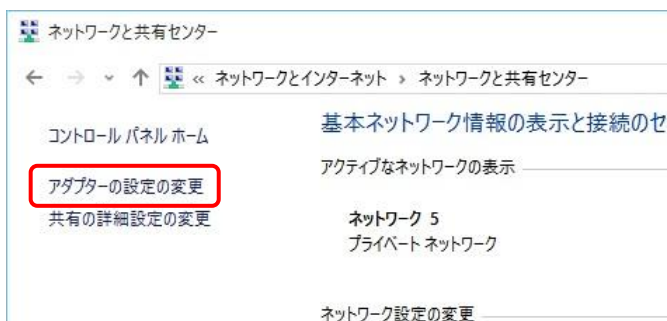 ネットワークと共有センター
« ネットワークとインターネット › ネットワークと共有センター
コントロール パネル ホーム
アダプターの設定の変更
共有の詳細設定の変更
基本ネットワーク情報の表示と接続のセ
アクティブなネットワークの表示
ネットワーク 5
プライベート ネットワーク
ネットワーク設定の変更